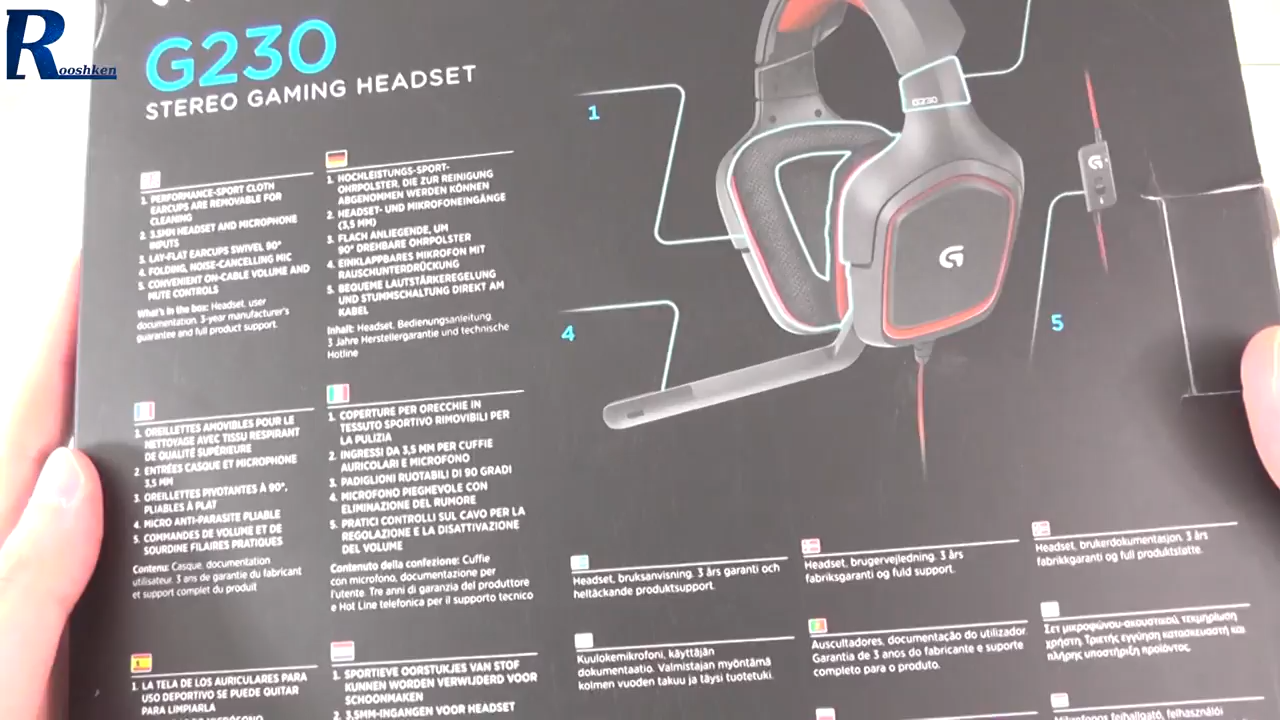 Rooshken
G230
STEREO GAMING HEADSET
1. PERFORMANCE-SPORT CLOTH
EARCUPS ARE REMOVABLE FOR
CLEANING
2. 3.5MM HEADSET AND MICROPHONE
INPUTS
3. LAY-FLAT EARCUPS SWIVEL 90°
4. FOLDING, NOISE-CANCELLING MIC
5. CONVENIENT ON-CABLE VOLUME AND
MUTE CONTROLS
What's in the box: Headset, user
documentation. 3-year manufacturer's
guarantee and full product support.
1. HOCHLEISTUNGS-SPORT-
OHRPOLSTER, DIE ZUR REINIGUNG
ABGENOMMEN WERDEN KÖNNEN
2. HEADSET- UND MIKROFONEINGÄNGE
(3,5 MM)
3. FLACH ANLIEGENDE, UM
90° DREHBARE OHRPOLSTER
4. EINKLAPPBARES MIKROFON MIT
RAUSCHUNTERDRÜCKUNG
5. BEQUEME LAUTSTÄRKEREGELUNG
UND STUMMSCHALTUNG DIREKT AM
KABEL
Inhalt: Headset, Bedienungsanleitung.
3 Jahre Herstellergarantie und technische
Hotline
1. OREILLETTES AMOVIBLES POUR LE
NETTOYAGE AVEC TISSU RESPIRANT
DE QUALITÉ SUPÉRIEURE
2. ENTRÉES CASQUE ET MICROPHONE
3,5 MM
3. OREILLETTES PIVOTANTES À 90°,
PLIABLES À PLAT
4. MICRO ANTI-PARASITE PLIABLE
5. COMMANDES DE VOLUME ET DE
SOURDINE FILAIRES PRATIQUES
Contenu: Casque, documentation
utilisateur. 3 ans de garantie du fabricant
et support complet du produit
1. COPERTURE PER ORECCHIE IN
TESSUTO SPORTIVO RIMOVIBILI PER
LA PULIZIA
2. INGRESSI DA 3,5 MM PER CUFFIE
AURICOLARI E MICROFONO
3. PADIGLIONI RUOTABILI DI 90 GRADI
4. MICROFONO PIEGHEVOLE CON
ELIMINAZIONE DEL RUMORE
5. PRATICI CONTROLLI SUL CAVO PER LA
REGOLAZIONE E LA DISATTIVAZIONE
DEL VOLUME
Contenuto della confezione: Cuffie
con microfono, documentazione per
l'utente. Tre anni di garanzia del produttore
e Hot Line telefonica per il supporto tecnico
1. LA TELA DE LOS AURICULARES PARA
USO DEPORTIVO SE PUEDE QUITAR
PARA LIMPIARLA
1. SPORTIEVE OORSTUKJES VAN STOF
KUNNEN WORDEN VERWIJDERD VOOR
SCHOONMAKEN
2. 3,5MM-INGANGEN VOOR HEADSET
1
4
5
G230
Headset, bruksanvisning. 3 års garanti och
heltäckande produktsupport.
Headset, brugervejledning. 3 års
fabriksgaranti og fuld support.
Headset, brukerdokumentasjon. 3 års
fabrikkgaranti og full produktstøtte.
Kuulokemikrofoni, käyttäjän
dokumentaatio. Valmistajan myöntämä
kolmen vuoden takuu ja täysi tuotetuki.
Auscultadores, documentação do utilizador.
Garantia de 3 anos do fabricante e suporte
completo para o produto.
Σετ μικροφώνου-ακουστικού, τεκμηρίωση
χρήστη. Τριετής εγγύηση κατασκευαστή και
πλήρης υποστήριξη προϊόντος.
Mikrofonos fejhallgató, felhasználói